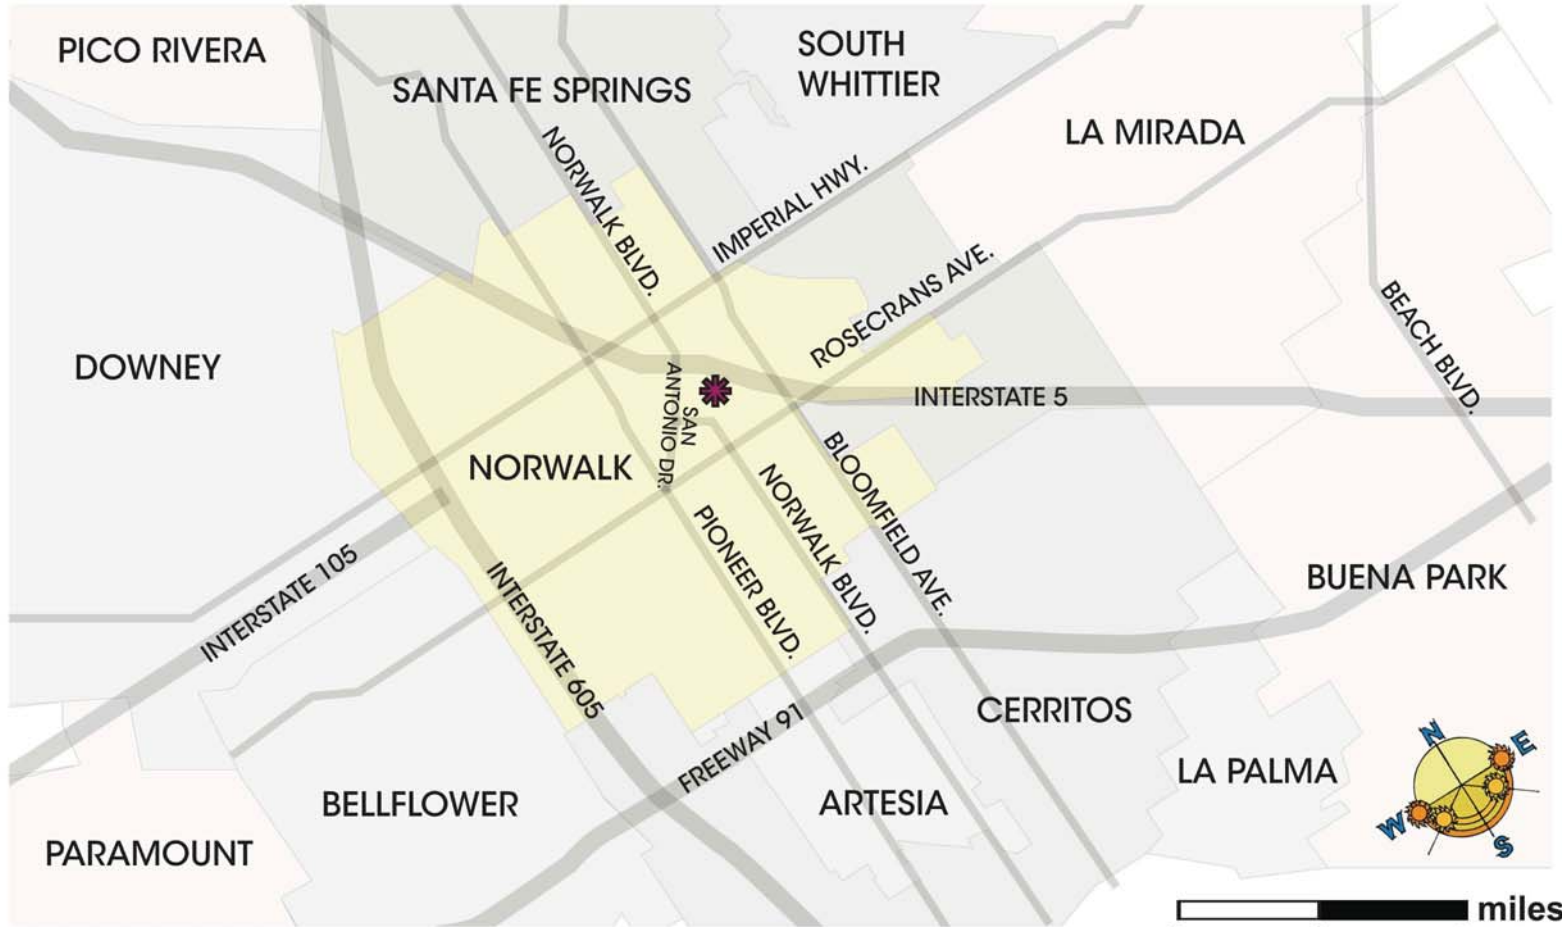 PICO RIVERA
SANTA FE SPRINGS
SOUTH
WHITTIER
LA MIRADA
NORWALK BLVD.
IMPERIAL HWY.
ROSECRANS AVE.
BEACH BLVD.
DOWNEY
SAN
ANTONIO DR.
INTERSTATE 5
NORWALK
BLOOMFIELD AVE.
NORWALK BLVD.
PIONEER BLVD.
INTERSTATE 105
INTERSTATE 605
BUENA PARK
FREEWAY 91
CERRITOS
LA PALMA
BELLFLOWER
ARTESIA
PARAMOUNT
N
E
W
S
miles